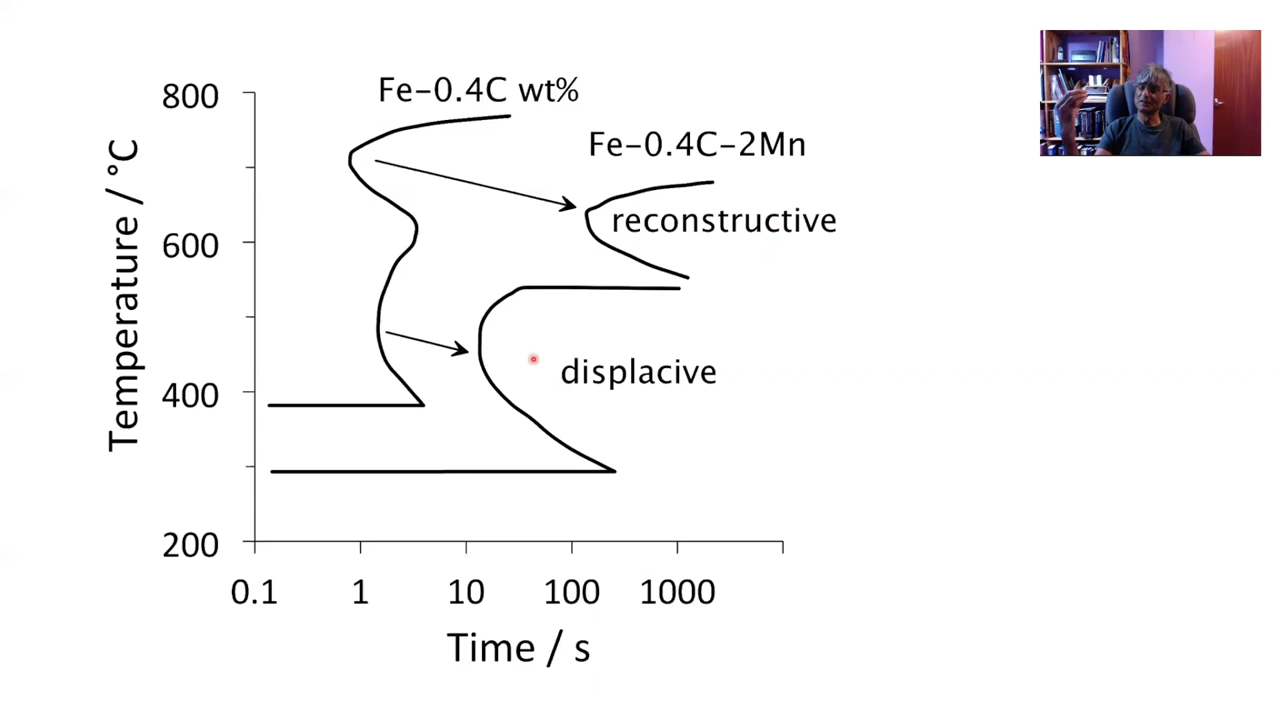 Fe-0.4C wt%
Fe-0.4C-2Mn
reconstructive
displacive
Temperature / °C
800
600
400
200
0.1 1 10 100 1000
Time / s